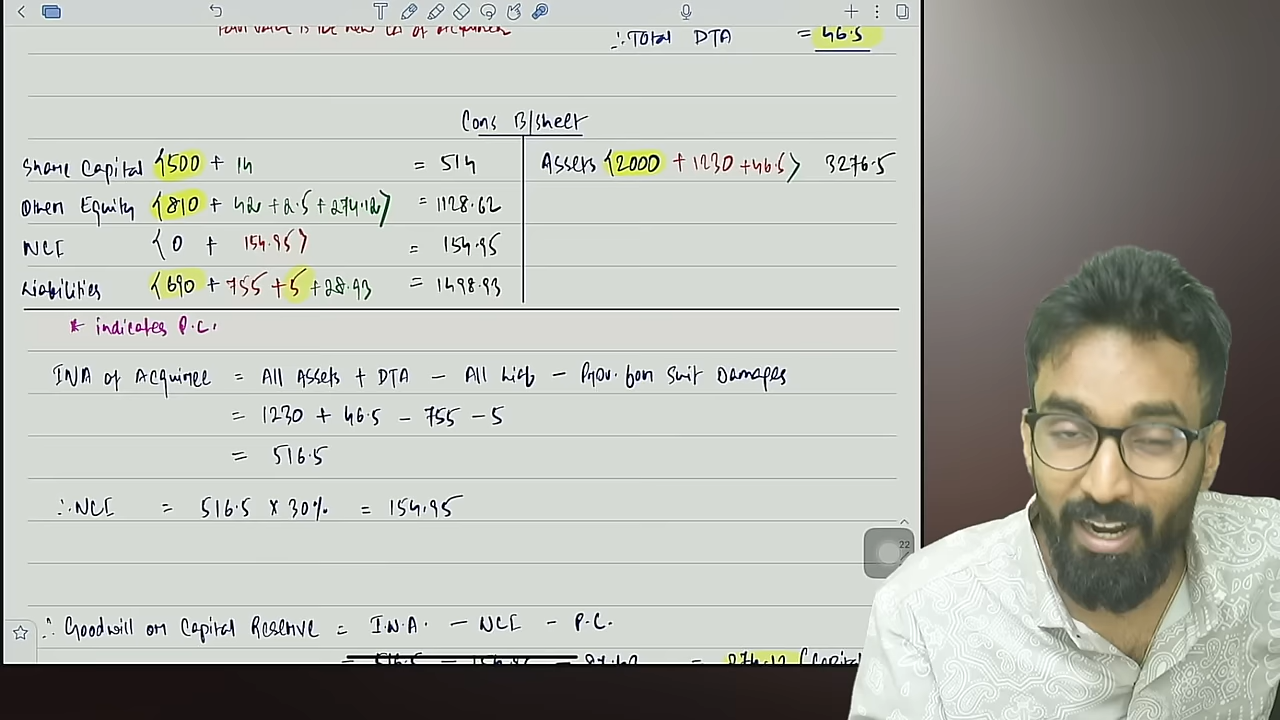 ∴ Total DTA = 46.5
Cons B/sheet
Share Capital {500 + 14 = 514
Assets {2000 + 1230 + 46.5} 3276.5
Other Equity {810 + 42 + 2.5 + 274.12} = 1128.62
NCI {0 + 154.95} = 154.95
Liabilities {690 + 755 + 5 + 28.93 = 1498.93
* indicates P.C.
INA of Acquiree = All Assets + DTA - All Liab - Prov. for Suit Damages
= 1230 + 46.5 - 755 - 5
= 516.5
∴ NCI = 516.5 x 30% = 154.95
22
∴ Goodwill or Capital Reserve = I.N.A. - NCI - P.C.